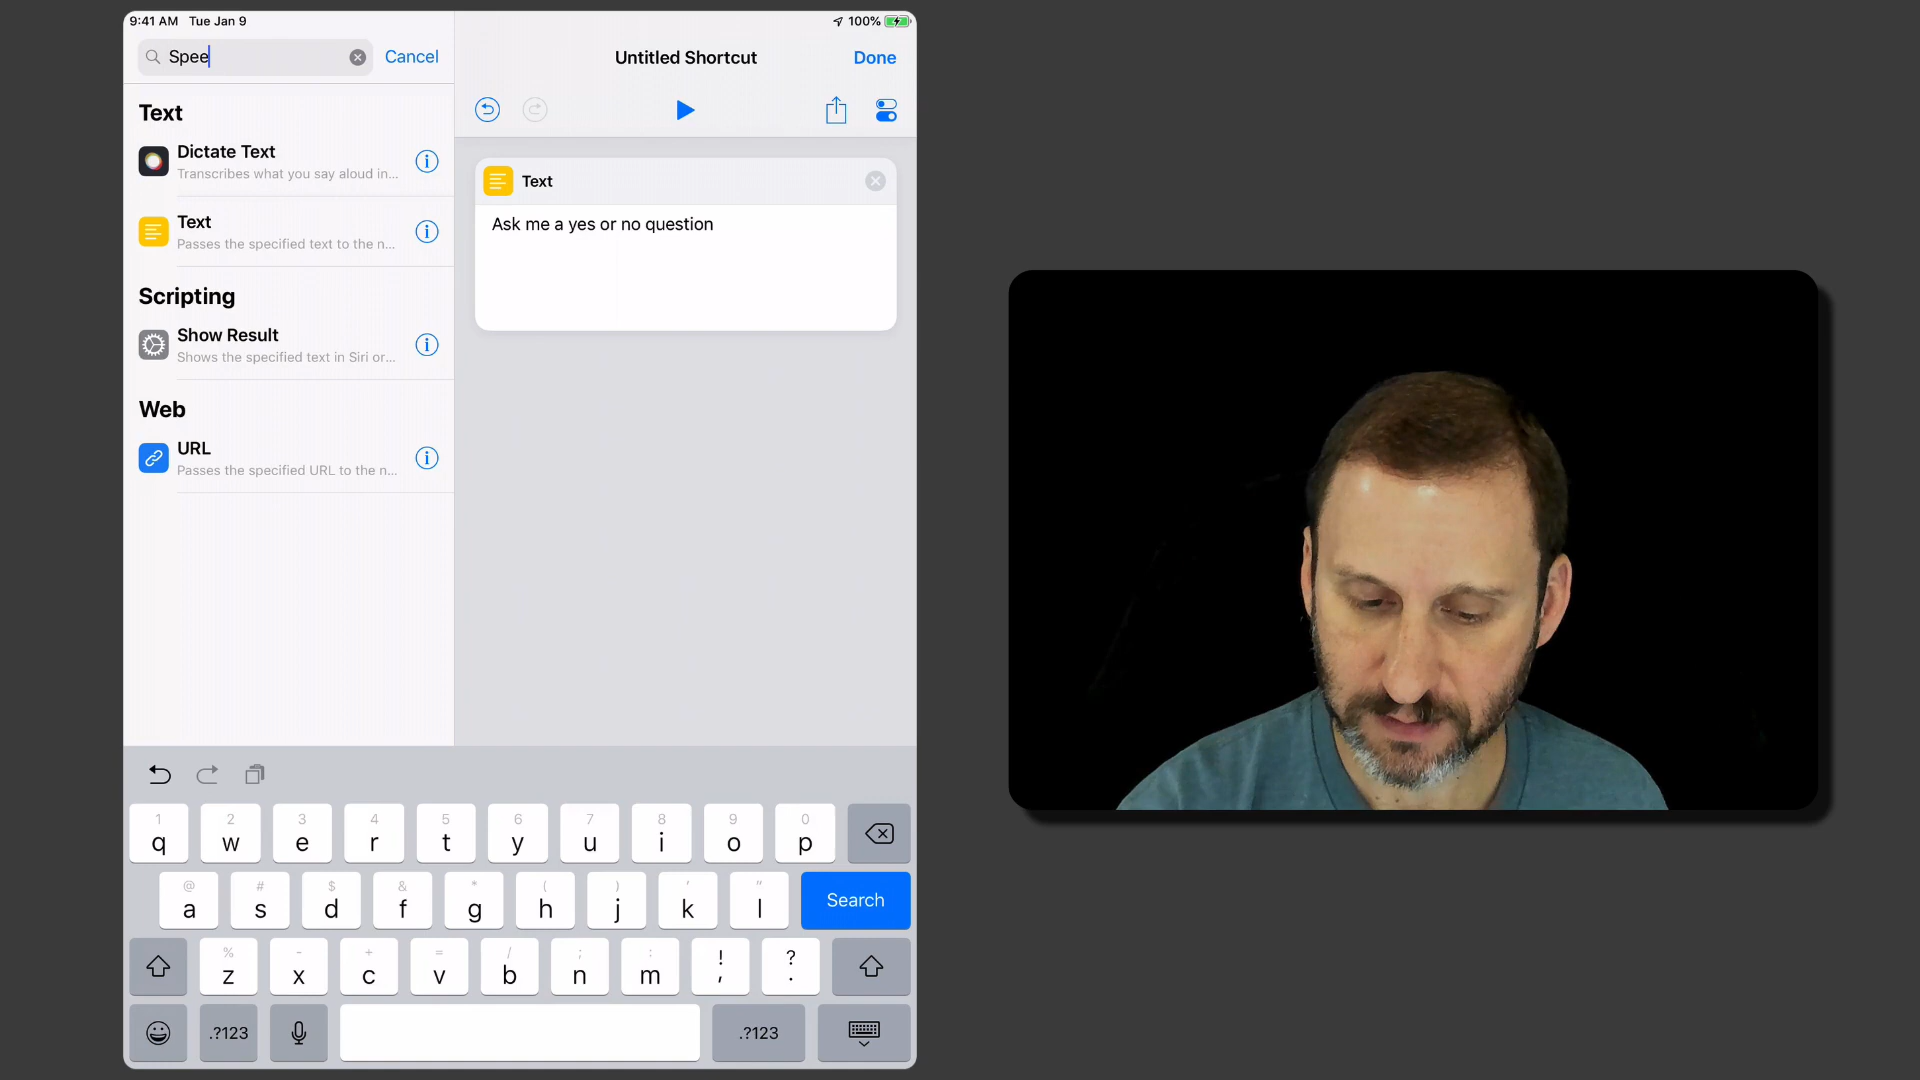 9:41 AM Tue Jan 9
100%
Spee
Cancel
Untitled Shortcut
Done
Text
Dictate Text
Transcribes what you say aloud in...
Text
Passes the specified text to the n...
Scripting
Show Result
Shows the specified text in Siri or...
Web
URL
Passes the specified URL to the n...
Text
Ask me a yes or no question
1 2 3 4 5 6 7 8 9 0
q w e r t y u i o p
@ # $ & * ( ) ' "
a s d f g h j k l Search
% - + = / ; : ! ?
z x c v b n m , .
.?123 .?123